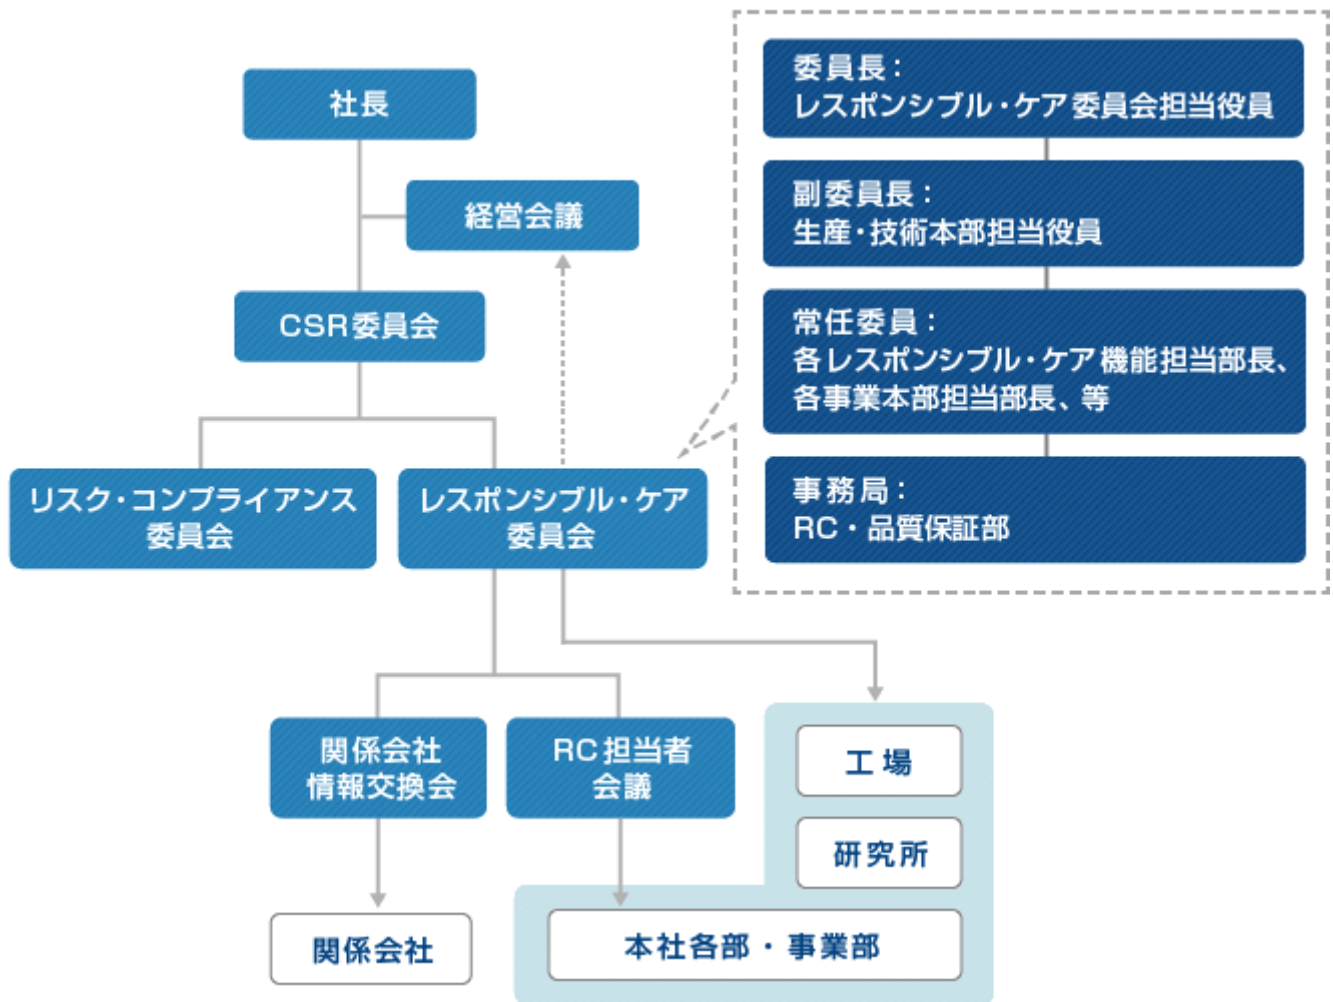 社長
経営会議
CSR委員会
リスク・コンプライアンス
委員会
レスポンシブル・ケア
委員会
委員長：
レスポンシブル・ケア委員会担当役員
副委員長：
生産・技術本部担当役員
常任委員：
各レスポンシブル・ケア機能担当部長、
各事業本部担当部長、等
事務局：
RC・品質保証部
関係会社
情報交換会
RC担当者
会議
工場
研究所
関係会社
本社各部・事業部